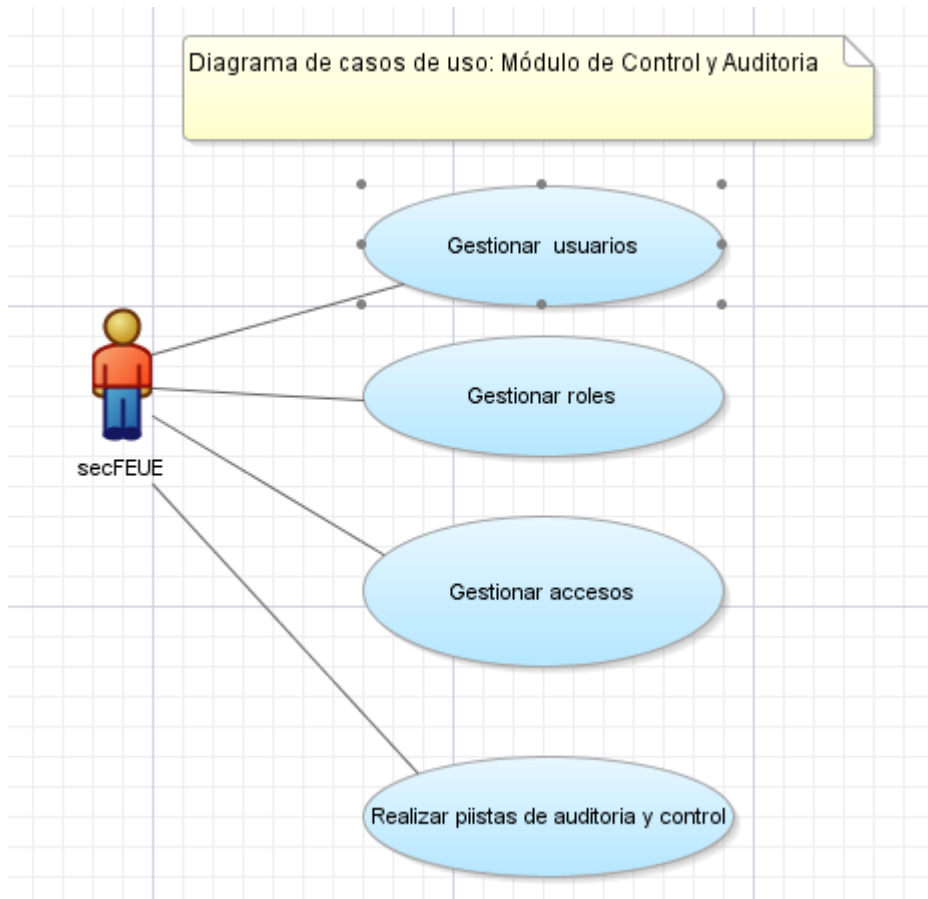 Diagrama de casos de uso: Módulo de Control y Auditoria
Gestionar usuarios
Gestionar roles
secFEUE
Gestionar accesos
Realizar piistas de auditoria y control